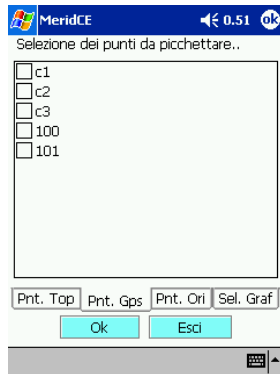 MeridCE 0.51 ok
Selezione dei punti da picchettare..
c1
c2
c3
100
101
Pnt. Top Pnt. Gps Pnt. Ori Sel. Graf
Ok Esci